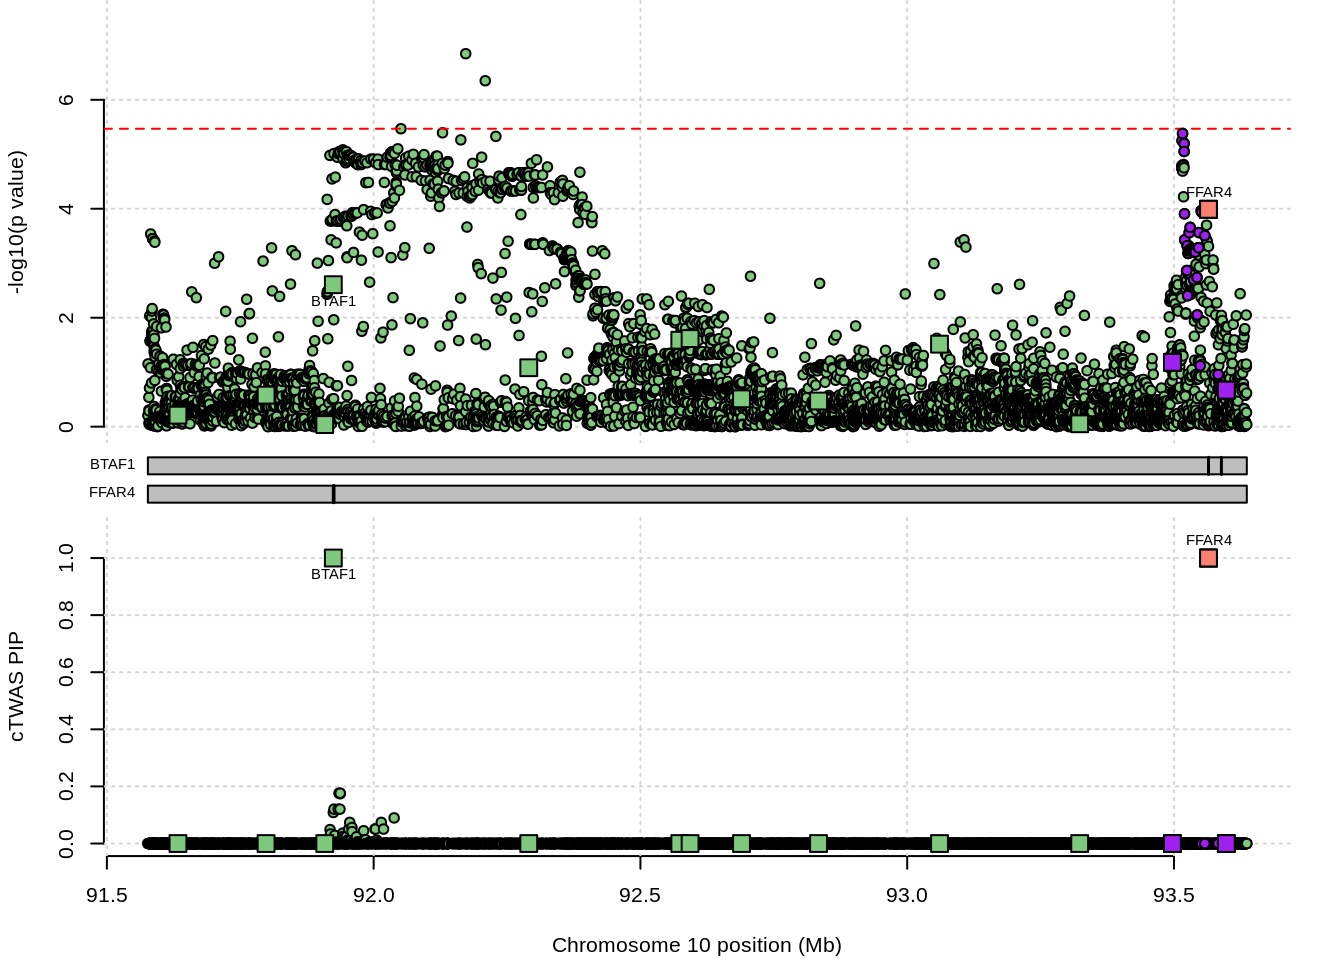 -log10(p value)
6
4
2
0
FFAR4
BTAF1
BTAF1
FFAR4
cTWAS PIP
1.0
0.8
0.6
0.4
0.2
0.0
FFAR4
BTAF1
91.5 92.0 92.5 93.0 93.5
Chromosome 10 position (Mb)